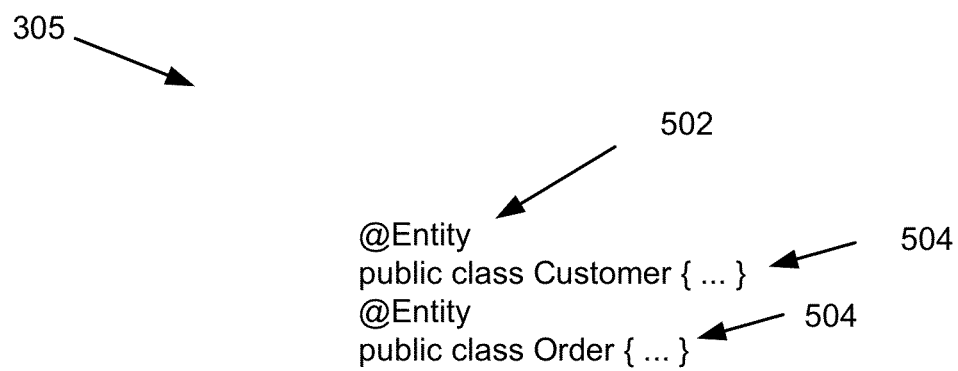 305
502
@Entity
504
public class Customer { ... }
@Entity
504
public class Order { ... }